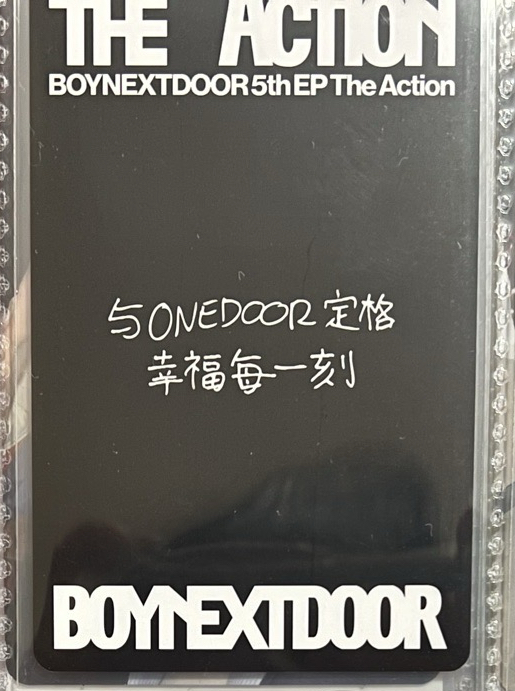 THE ACTION
BOYNEXTDOOR 5th EP The Action
与ONEDOOR定格
幸福每一刻
BOYNEXTDOOR